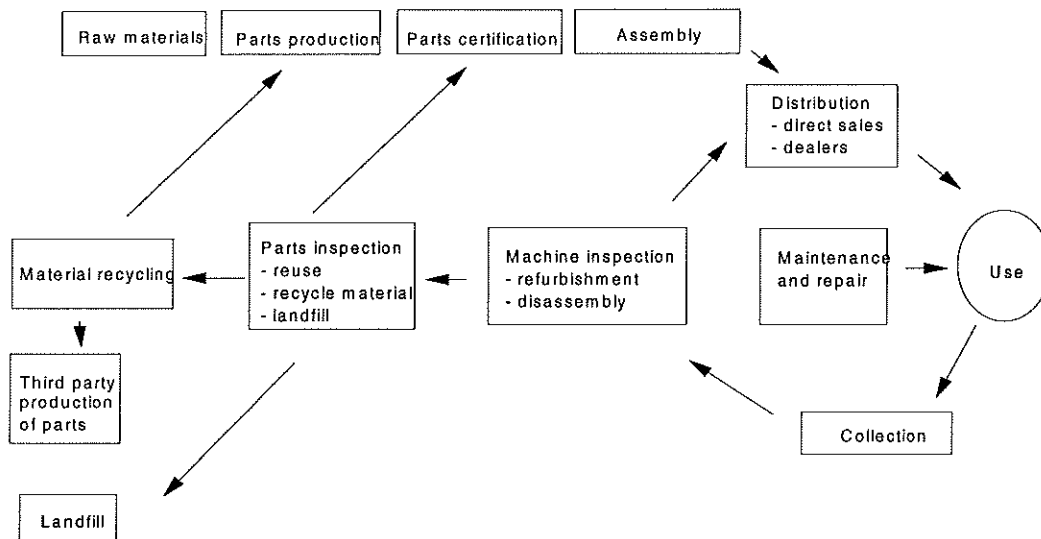 Raw materials
Parts production
Parts certification
Assembly
Distribution
- direct sales
- dealers
Material recycling
Parts inspection
- reuse
- recycle material
- landfill
Machine inspection
- refurbishment
- disassembly
Maintenance
and repair
Use
Third party
production
of parts
Collection
Landfill